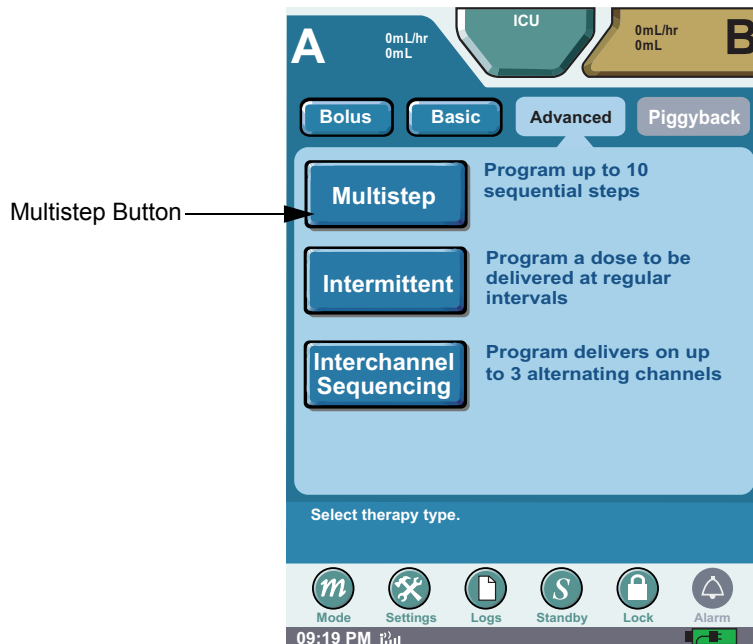 A
0mL/hr
0mL
ICU
0mL/hr
0mL
B
Bolus
Basic
Advanced
Piggyback
Multistep Button
Multistep
Program up to 10
sequential steps
Intermittent
Program a dose to be
delivered at regular
intervals
Interchannel
Sequencing
Program delivers on up
to 3 alternating channels
Select therapy type.
m
S
Mode
Settings
Logs
Standby
Lock
Alarm
09:19 PM